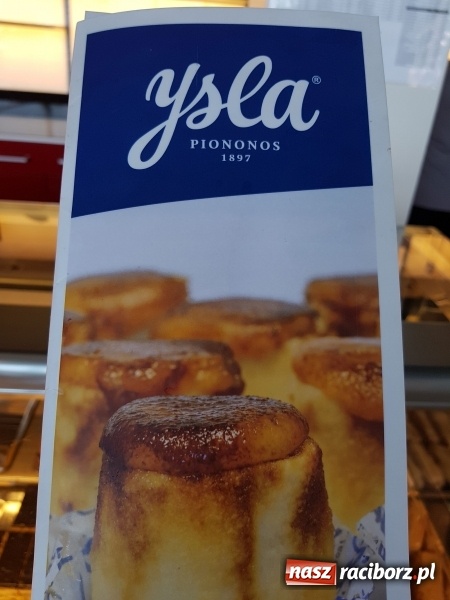 ysla®
PIONONOS
1897
nasz raciborz.pl